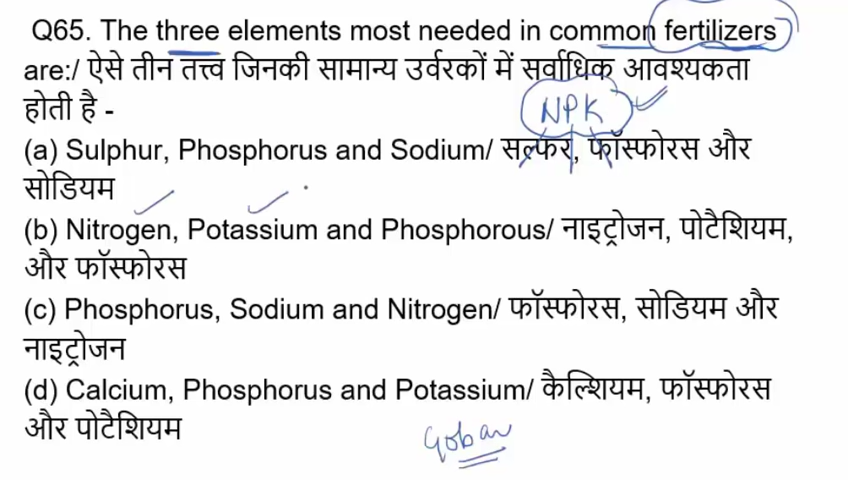 Q65. The three elements most needed in common fertilizers
are:/ ऐसे तीन तत्त्व जिनकी सामान्य उर्वरकों में सर्वाधिक आवश्यकता
होती है -
NPK
(a) Sulphur, Phosphorus and Sodium/ सल्फर, फॉस्फोरस और
सोडियम
(b) Nitrogen, Potassium and Phosphorous/ नाइट्रोजन, पोटैशियम,
और फॉस्फोरस
(c) Phosphorus, Sodium and Nitrogen/ फॉस्फोरस, सोडियम और
नाइट्रोजन
(d) Calcium, Phosphorus and Potassium/ कैल्शियम, फॉस्फोरस
और पोटैशियम
Gobar